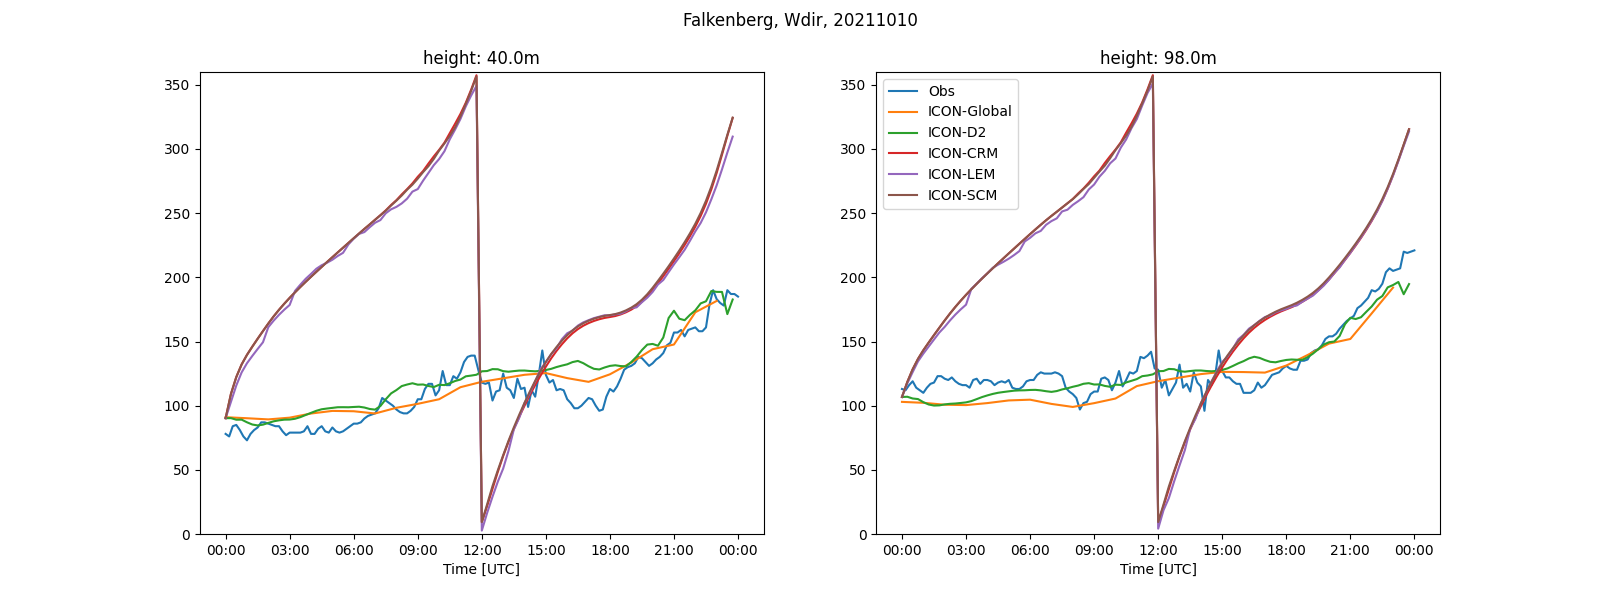 Falkenberg, Wdir, 20211010
height: 40.0m
350
300
250
200
150
100
50
0
00:00 03:00 06:00 09:00 12:00 15:00 18:00 21:00 00:00
Time [UTC]
height: 98.0m
Obs
ICON-Global
ICON-D2
ICON-CRM
ICON-LEM
ICON-SCM
350
300
250
200
150
100
50
0
00:00 03:00 06:00 09:00 12:00 15:00 18:00 21:00 00:00
Time [UTC]